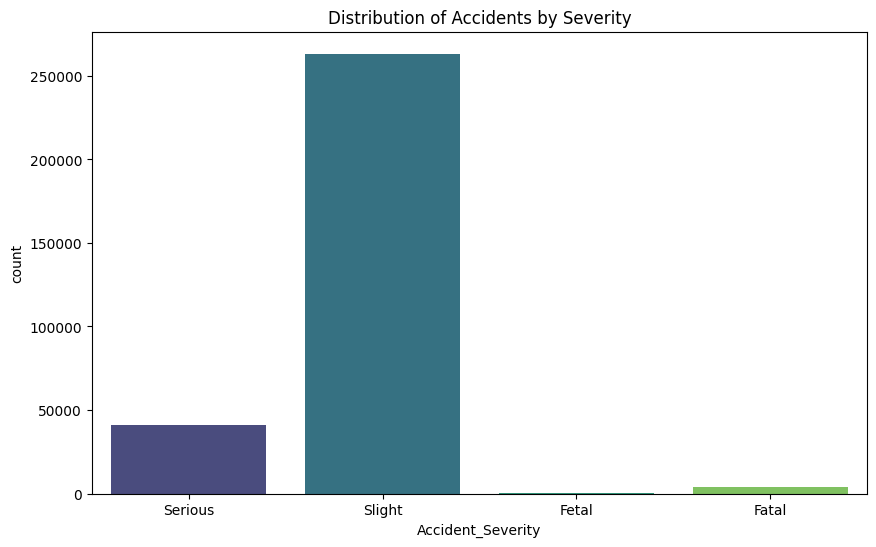 Distribution of Accidents by Severity
250000
200000
150000
100000
50000
0
count
Serious Slight Fetal Fatal
Accident_Severity